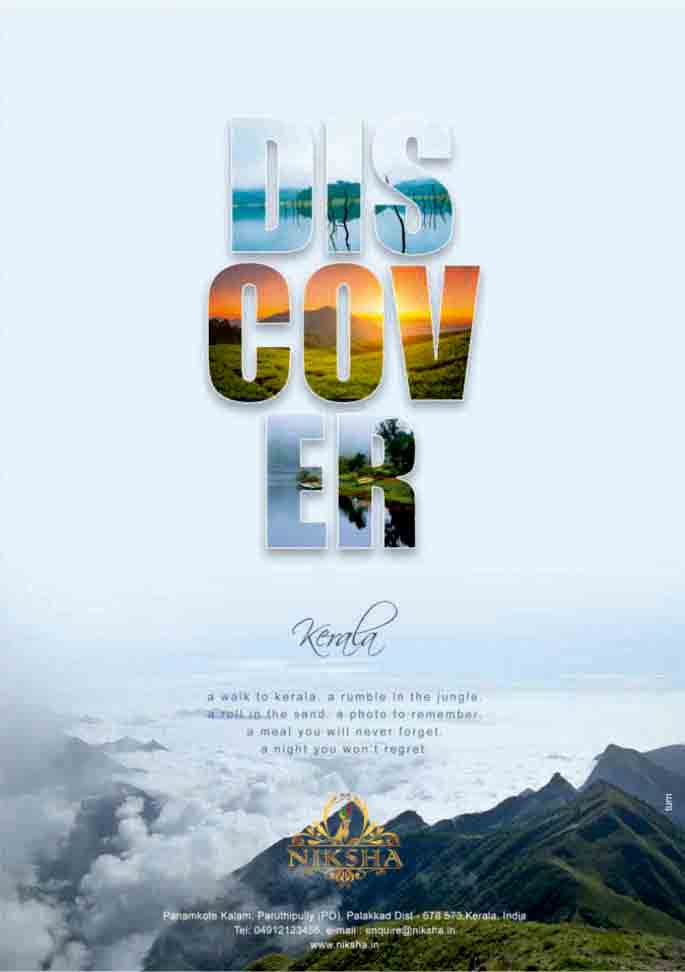 DIS
COV
ER
Kerala
a walk to kerala. a rumble in the jungle.
a roll in the sand. a photo to remember.
a meal you will never forget.
a night you won't regret
turn
NIKSHA
Panamkote Kalam, Paruthipully (PO), Palakkad Dist - 678 573,Kerala, India
Tel: 04912123456, e-mail : enquire@niksha.in
www.niksha.in